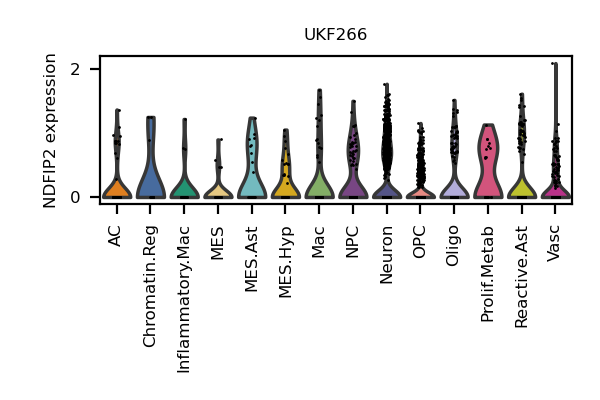 UKF266
NDFIP2 expression
2
0
AC
Chromatin.Reg
Inflammatory.Mac
MES
MES.Ast
MES.Hyp
Mac
NPC
Neuron
OPC
Oligo
Prolif.Metab
Reactive.Ast
Vasc